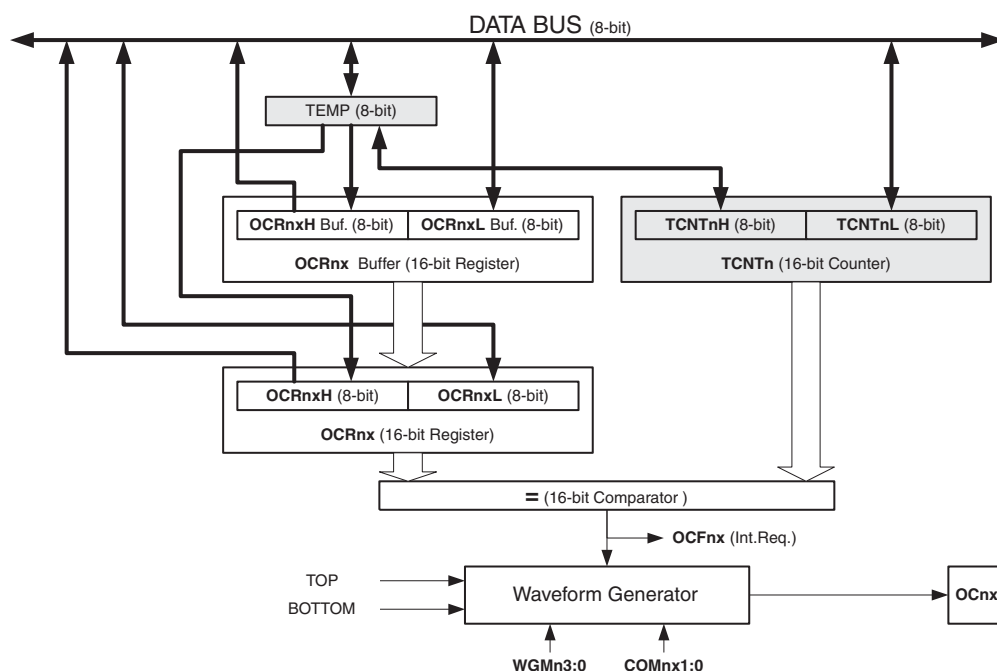 DATA BUS (8-bit)
TEMP (8-bit)
OCRnxH Buf. (8-bit)
OCRnxL Buf. (8-bit)
TCNTnH (8-bit)
TCNTnL (8-bit)
OCRnx Buffer (16-bit Register)
TCNTn (16-bit Counter)
OCRnxH (8-bit)
OCRnxL (8-bit)
OCRnx (16-bit Register)
= (16-bit Comparator )
OCFnx (Int.Req.)
TOP
BOTTOM
Waveform Generator
OCnx
WGMn3:0
COMnx1:0